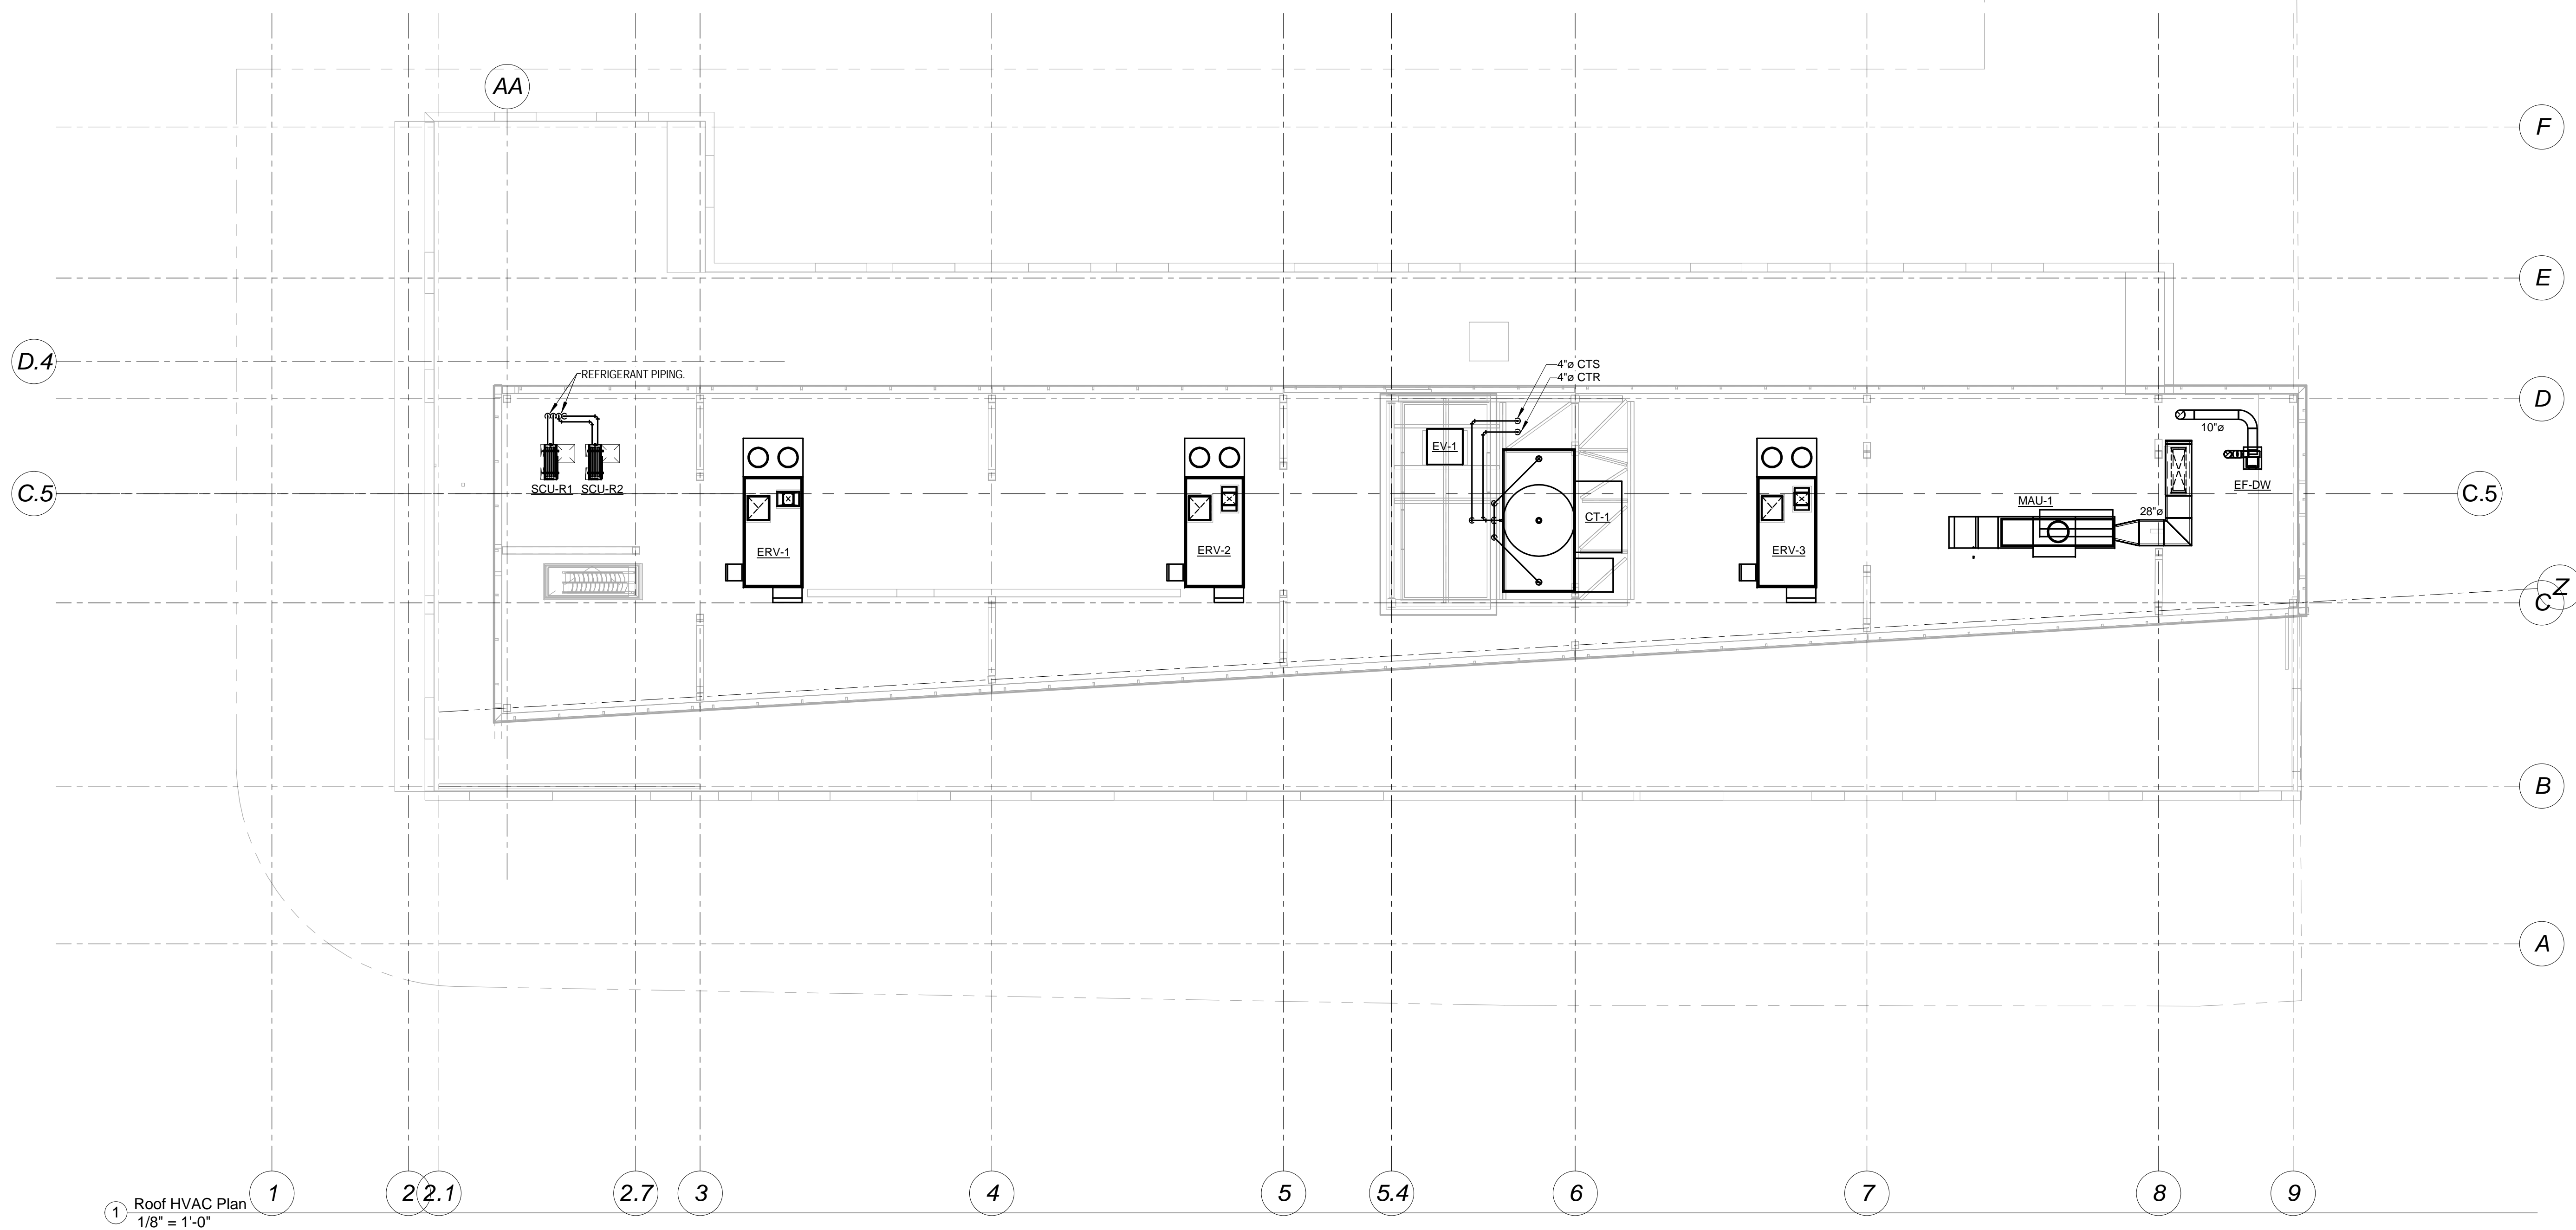 AA
F
E
D.4
REFRIGERANT PIPING.
4"ø CTS
4"ø CTR
D
10"ø
EV-1
SCU-R1 SCU-R2
EF-DW
C.5
C.5
MAU-1
28"ø
CT-1
ERV-1
ERV-2
ERV-3
Z
C
B
A
1
2
2.1
2.7
3
4
5
5.4
6
7
8
9
1 Roof HVAC Plan
1/8" = 1'-0"